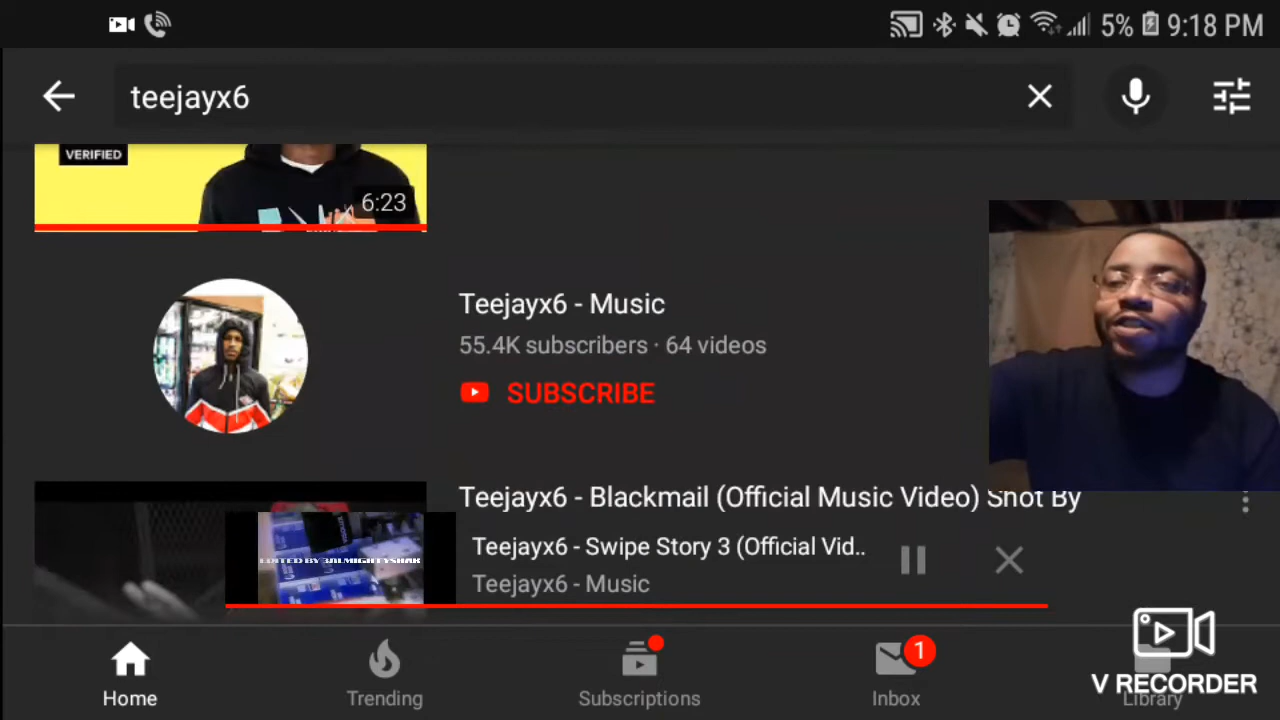 5% 9:18 PM
teejayx6
VERIFIED
6:23
Teejayx6 - Music
55.4K subscribers · 64 videos
SUBSCRIBE
Teejayx6 - Blackmail (Official Music Video) Shot By
EDITED BY
Teejayx6 - Swipe Story 3 (Official Vid..
Teejayx6 - Music
1
Home
Trending
Subscriptions
Inbox
Library
V RECORDER